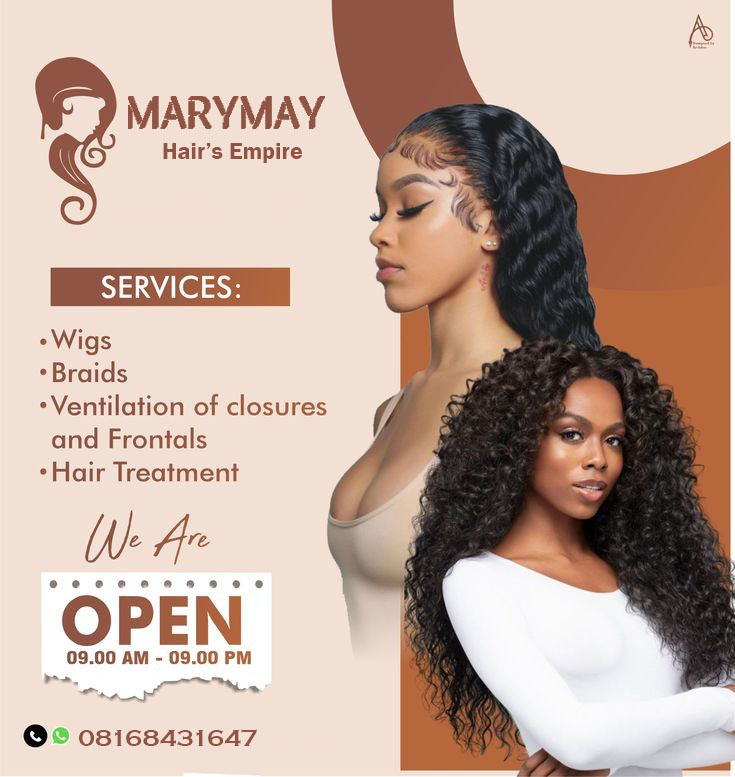 MARYMAY
Hair's Empire
SERVICES:
• Wigs
• Braids
• Ventilation of closures
and Frontals
• Hair Treatment
We Are
OPEN
09.00 AM - 09.00 PM
08168431647